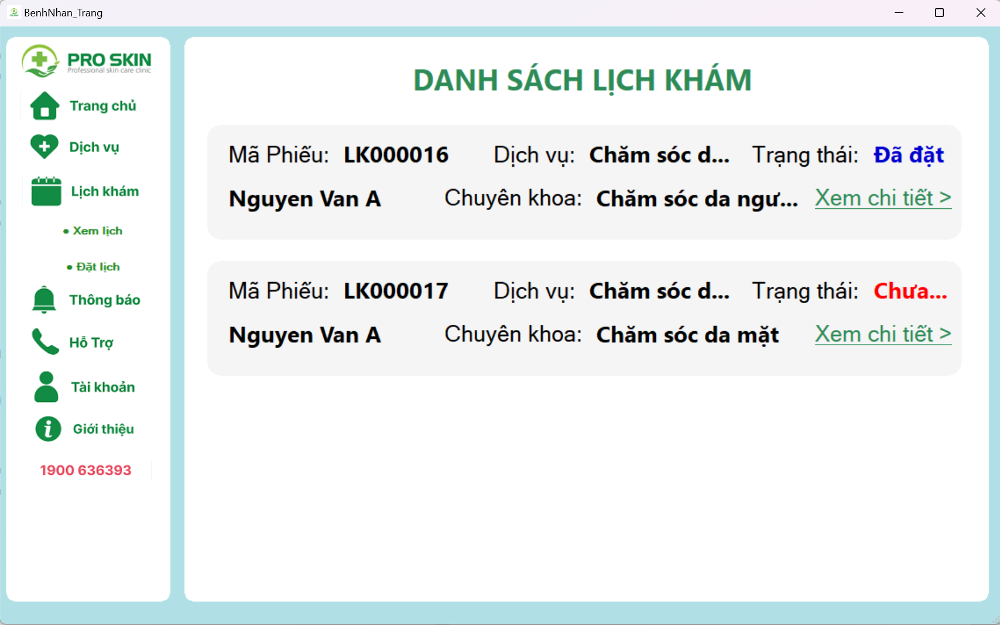 BenhNhan_Trang
PRO SKIN
Professional skin care clinic
Trang chủ
Dịch vụ
Lịch khám
• Xem lịch
• Đặt lịch
Thông báo
Hỗ Trợ
Tài khoản
Giới thiệu
1900 636393
DANH SÁCH LỊCH KHÁM
Mã Phiếu: LK000016 Dịch vụ: Chăm sóc d... Trạng thái: Đã đặt
Nguyen Van A Chuyên khoa: Chăm sóc da ngư... Xem chi tiết >
Mã Phiếu: LK000017 Dịch vụ: Chăm sóc d... Trạng thái: Chưa...
Nguyen Van A Chuyên khoa: Chăm sóc da mặt Xem chi tiết >